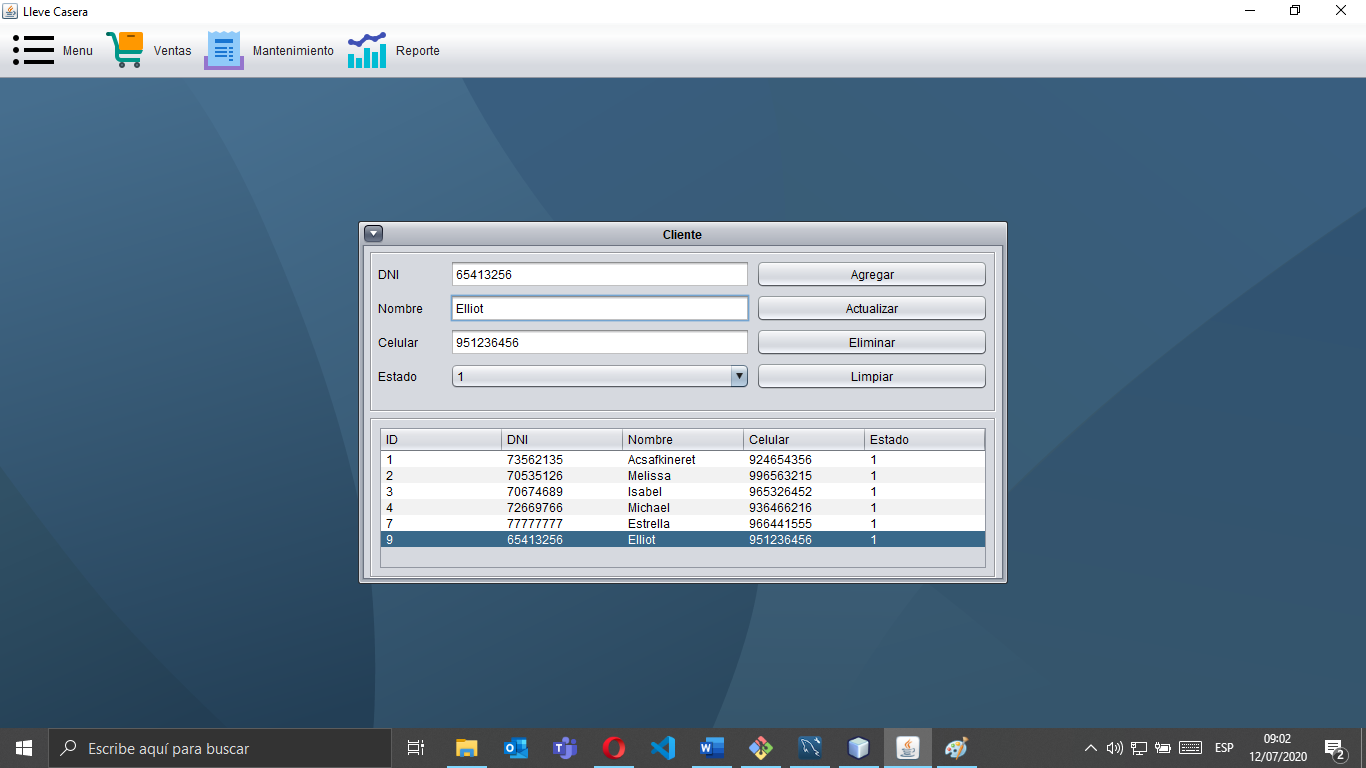 Lleve Casera
Menu Ventas Mantenimiento Reporte
Cliente
DNI 65413256 Agregar
Nombre Elliot Actualizar
Celular 951236456 Eliminar
Estado 1 Limpiar
ID DNI Nombre Celular Estado
1 73562135 Acsafkineret 924654356 1
2 70535126 Melissa 996563215 1
3 70674689 Isabel 965326452 1
4 72669766 Michael 936466216 1
7 77777777 Estrella 966441555 1
9 65413256 Elliot 951236456 1
Escribe aquí para buscar
ESP
09:02
12/07/2020
2